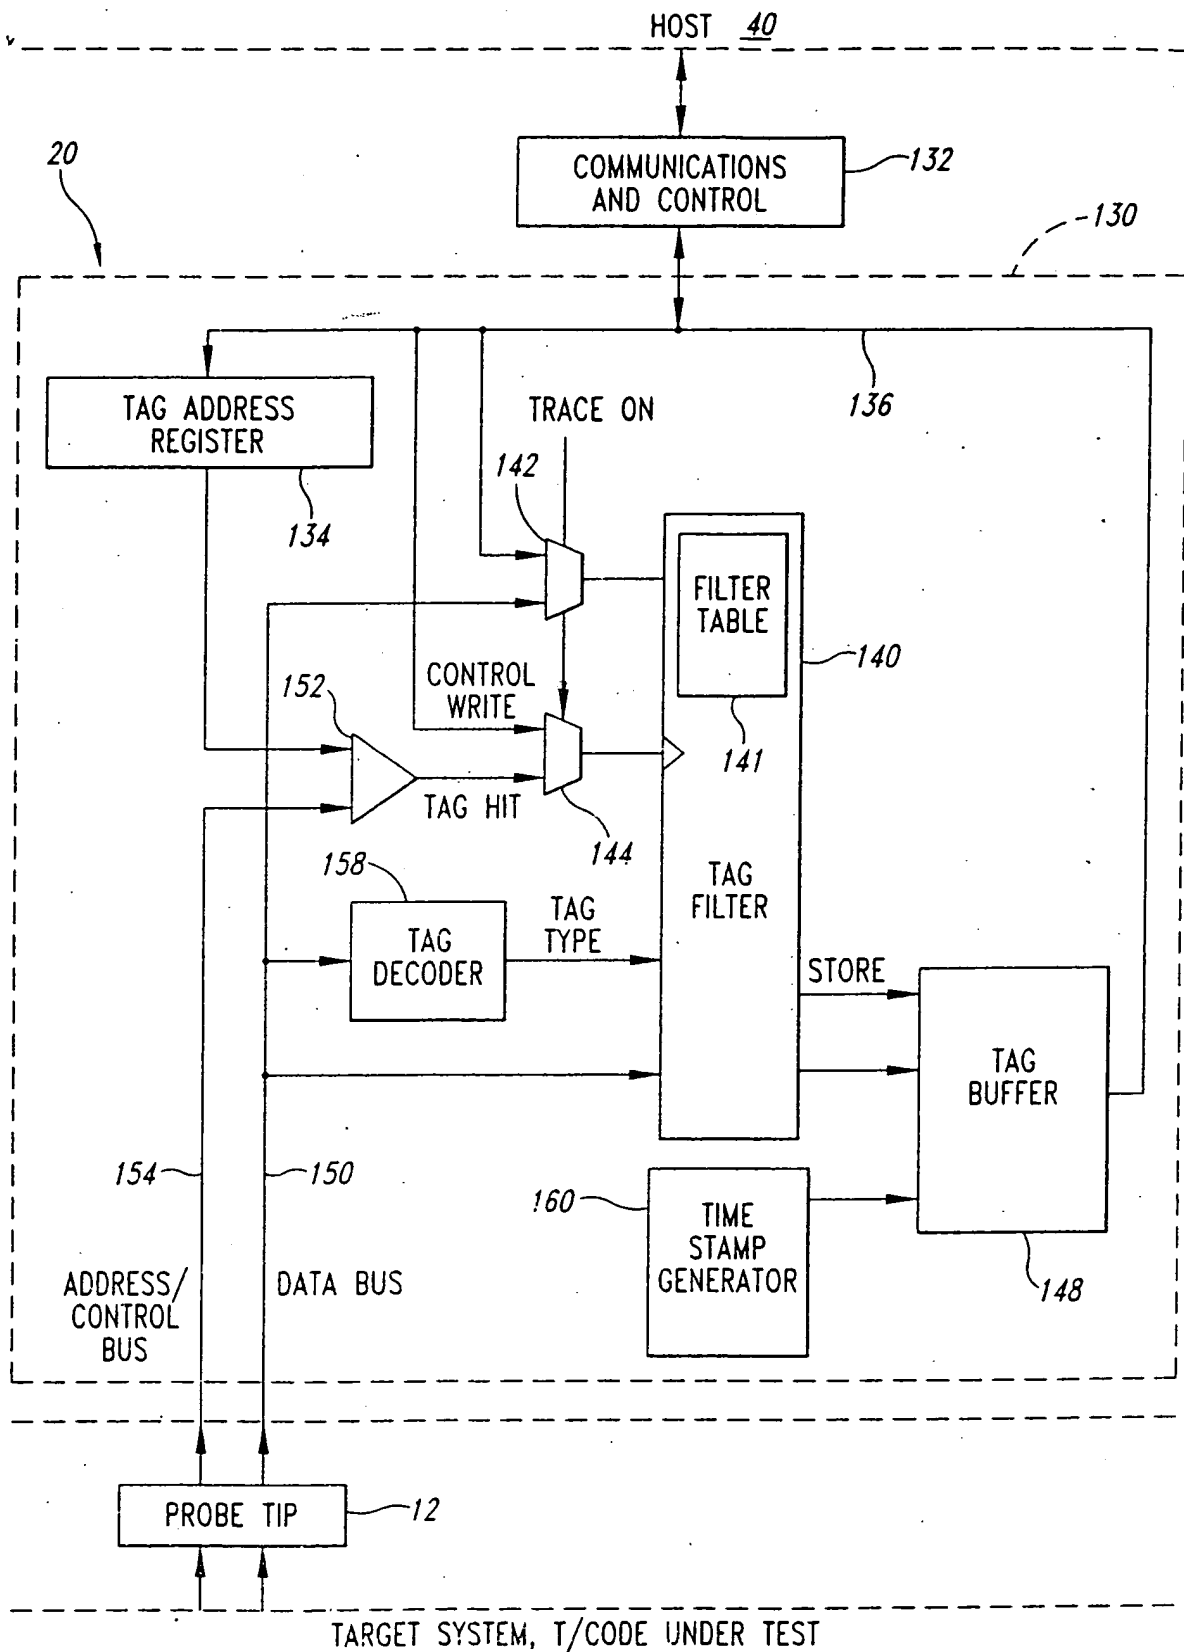 HOST 40
COMMUNICATIONS
AND CONTROL
132
20
130
136
TAG ADDRESS
REGISTER
134
TRACE ON
142
FILTER
TABLE
140
141
CONTROL
WRITE
152
TAG HIT
144
158
TAG
DECODER
TAG
TYPE
TAG
FILTER
STORE
TAG
BUFFER
148
154
150
160
TIME
STAMP
GENERATOR
ADDRESS/
CONTROL
BUS
DATA BUS
PROBE TIP
12
TARGET SYSTEM, T/CODE UNDER TEST